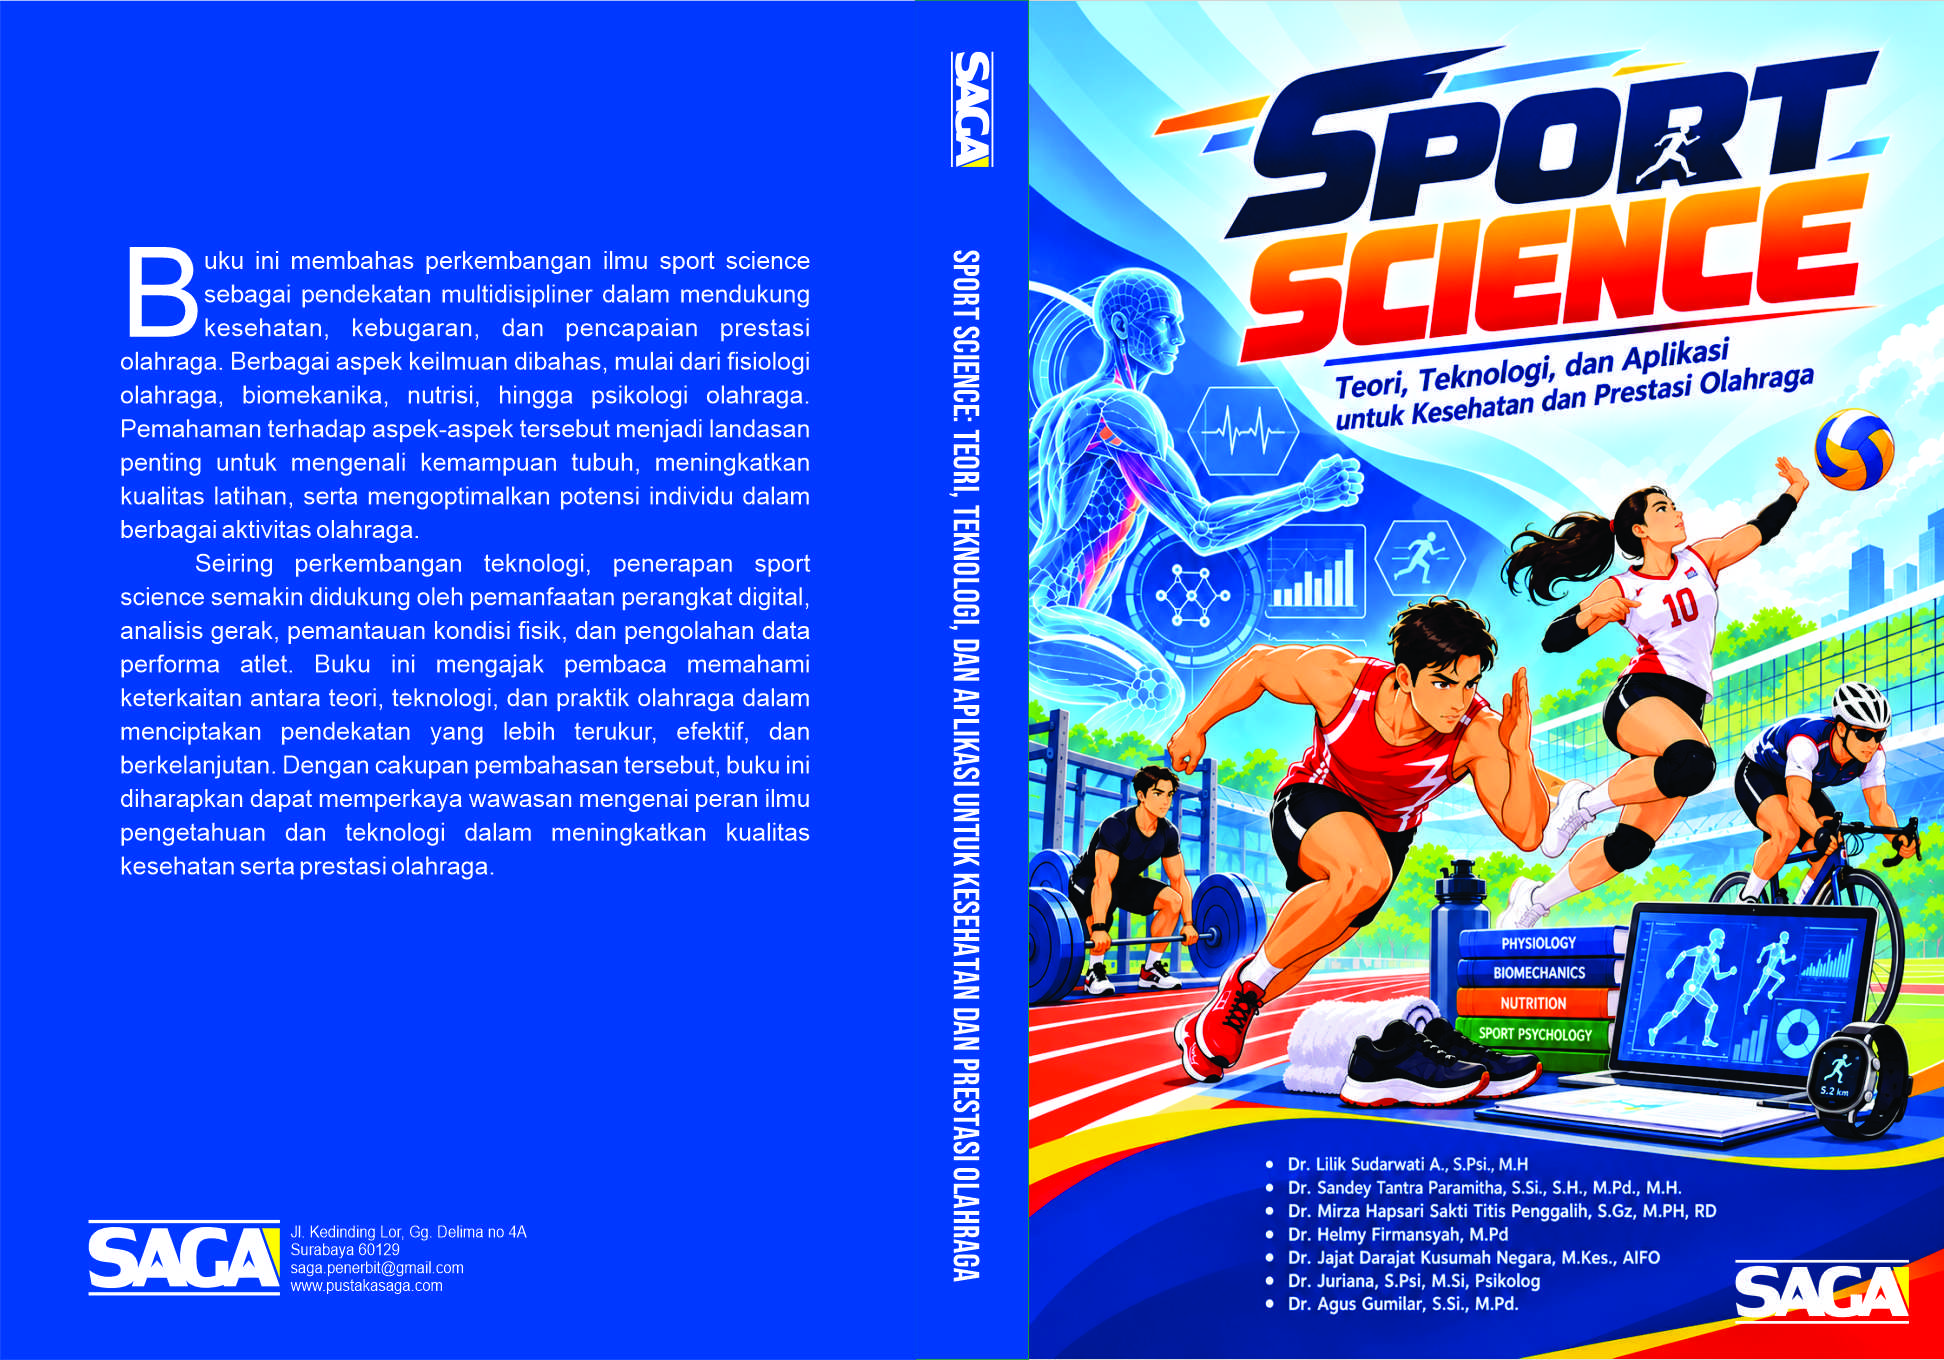 Buku ini membahas perkembangan ilmu sport science
sebagai pendekatan multidisipliner dalam mendukung
kesehatan, kebugaran, dan pencapaian prestasi
olahraga. Berbagai aspek keilmuan dibahas, mulai dari fisiologi
olahraga, biomekanika, nutrisi, hingga psikologi olahraga.
Pemahaman terhadap aspek-aspek tersebut menjadi landasan
penting untuk mengenali kemampuan tubuh, meningkatkan
kualitas latihan, serta mengoptimalkan potensi individu dalam
berbagai aktivitas olahraga.
Seiring perkembangan teknologi, penerapan sport
science semakin didukung oleh pemanfaatan perangkat digital,
analisis gerak, pemantauan kondisi fisik, dan pengolahan data
performa atlet. Buku ini mengajak pembaca memahami
keterkaitan antara teori, teknologi, dan praktik olahraga dalam
menciptakan pendekatan yang lebih terukur, efektif, dan
berkelanjutan. Dengan cakupan pembahasan tersebut, buku ini
diharapkan dapat memperkaya wawasan mengenai peran ilmu
pengetahuan dan teknologi dalam meningkatkan kualitas
kesehatan serta prestasi olahraga.
SAGA
Jl. Kedinding Lor, Gg. Delima no 4A
Surabaya 60129
saga.penerbit@gmail.com
www.pustakasaga.com
SAGA
SPORT SCIENCE: TEORI, TEKNOLOGI, DAN APLIKASI UNTUK KESEHATAN DAN PRESTASI OLAHRAGA
SPORT
SCIENCE
Teori, Teknologi, dan Aplikasi
untuk Kesehatan dan Prestasi Olahraga
10
PHYSIOLOGY
BIOMECHANICS
NUTRITION
SPORT PSYCHOLOGY
5.2 km
• Dr. Lilik Sudarwati A., S.Psi., M.H
• Dr. Sandey Tantra Paramitha, S.Si., S.H., M.Pd., M.H.
• Dr. Mirza Hapsari Sakti Titis Penggalih, S.Gz, M.PH, RD
• Dr. Helmy Firmansyah, M.Pd
• Dr. Jajat Darajat Kusumah Negara, M.Kes., AIFO
• Dr. Juriana, S.Psi, M.Si, Psikolog
• Dr. Agus Gumilar, S.Si., M.Pd.
SAGA